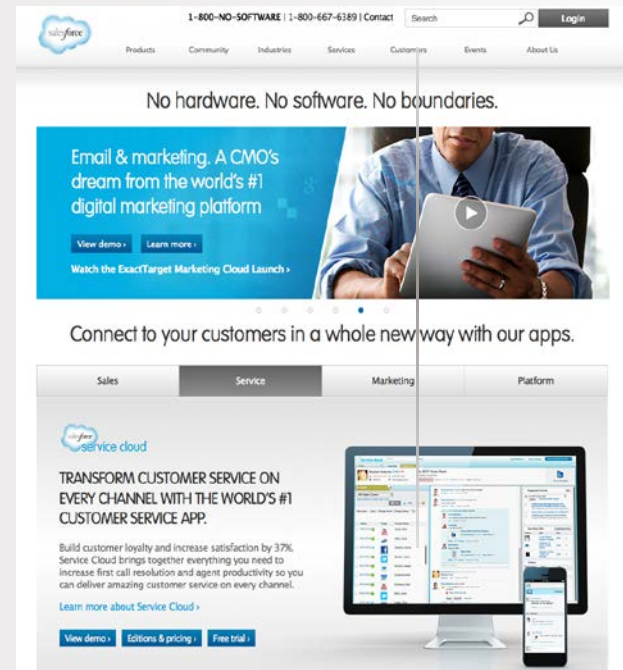 1-800-NO-SOFTWARE | 1-800-667-6389 | Contact
Search
Login
salesforce
Products
Community
Industries
Services
Customers
Events
About Us
No hardware. No software. No boundaries.
Email & marketing. A CMO's
dream from the world's #1
digital marketing platform
View demo ›
Learn more ›
Watch the ExactTarget Marketing Cloud Launch ›
Connect to your customers in a whole new way with our apps.
Sales
Service
Marketing
Platform
salesforce
service cloud
TRANSFORM CUSTOMER SERVICE ON
EVERY CHANNEL WITH THE WORLD'S #1
CUSTOMER SERVICE APP.
Build customer loyalty and increase satisfaction by 37%.
Service Cloud brings together everything you need to
increase first call resolution and agent productivity so you
can deliver amazing customer service on every channel.
Learn more about Service Cloud ›
View demo ›
Editions & pricing ›
Free trial ›